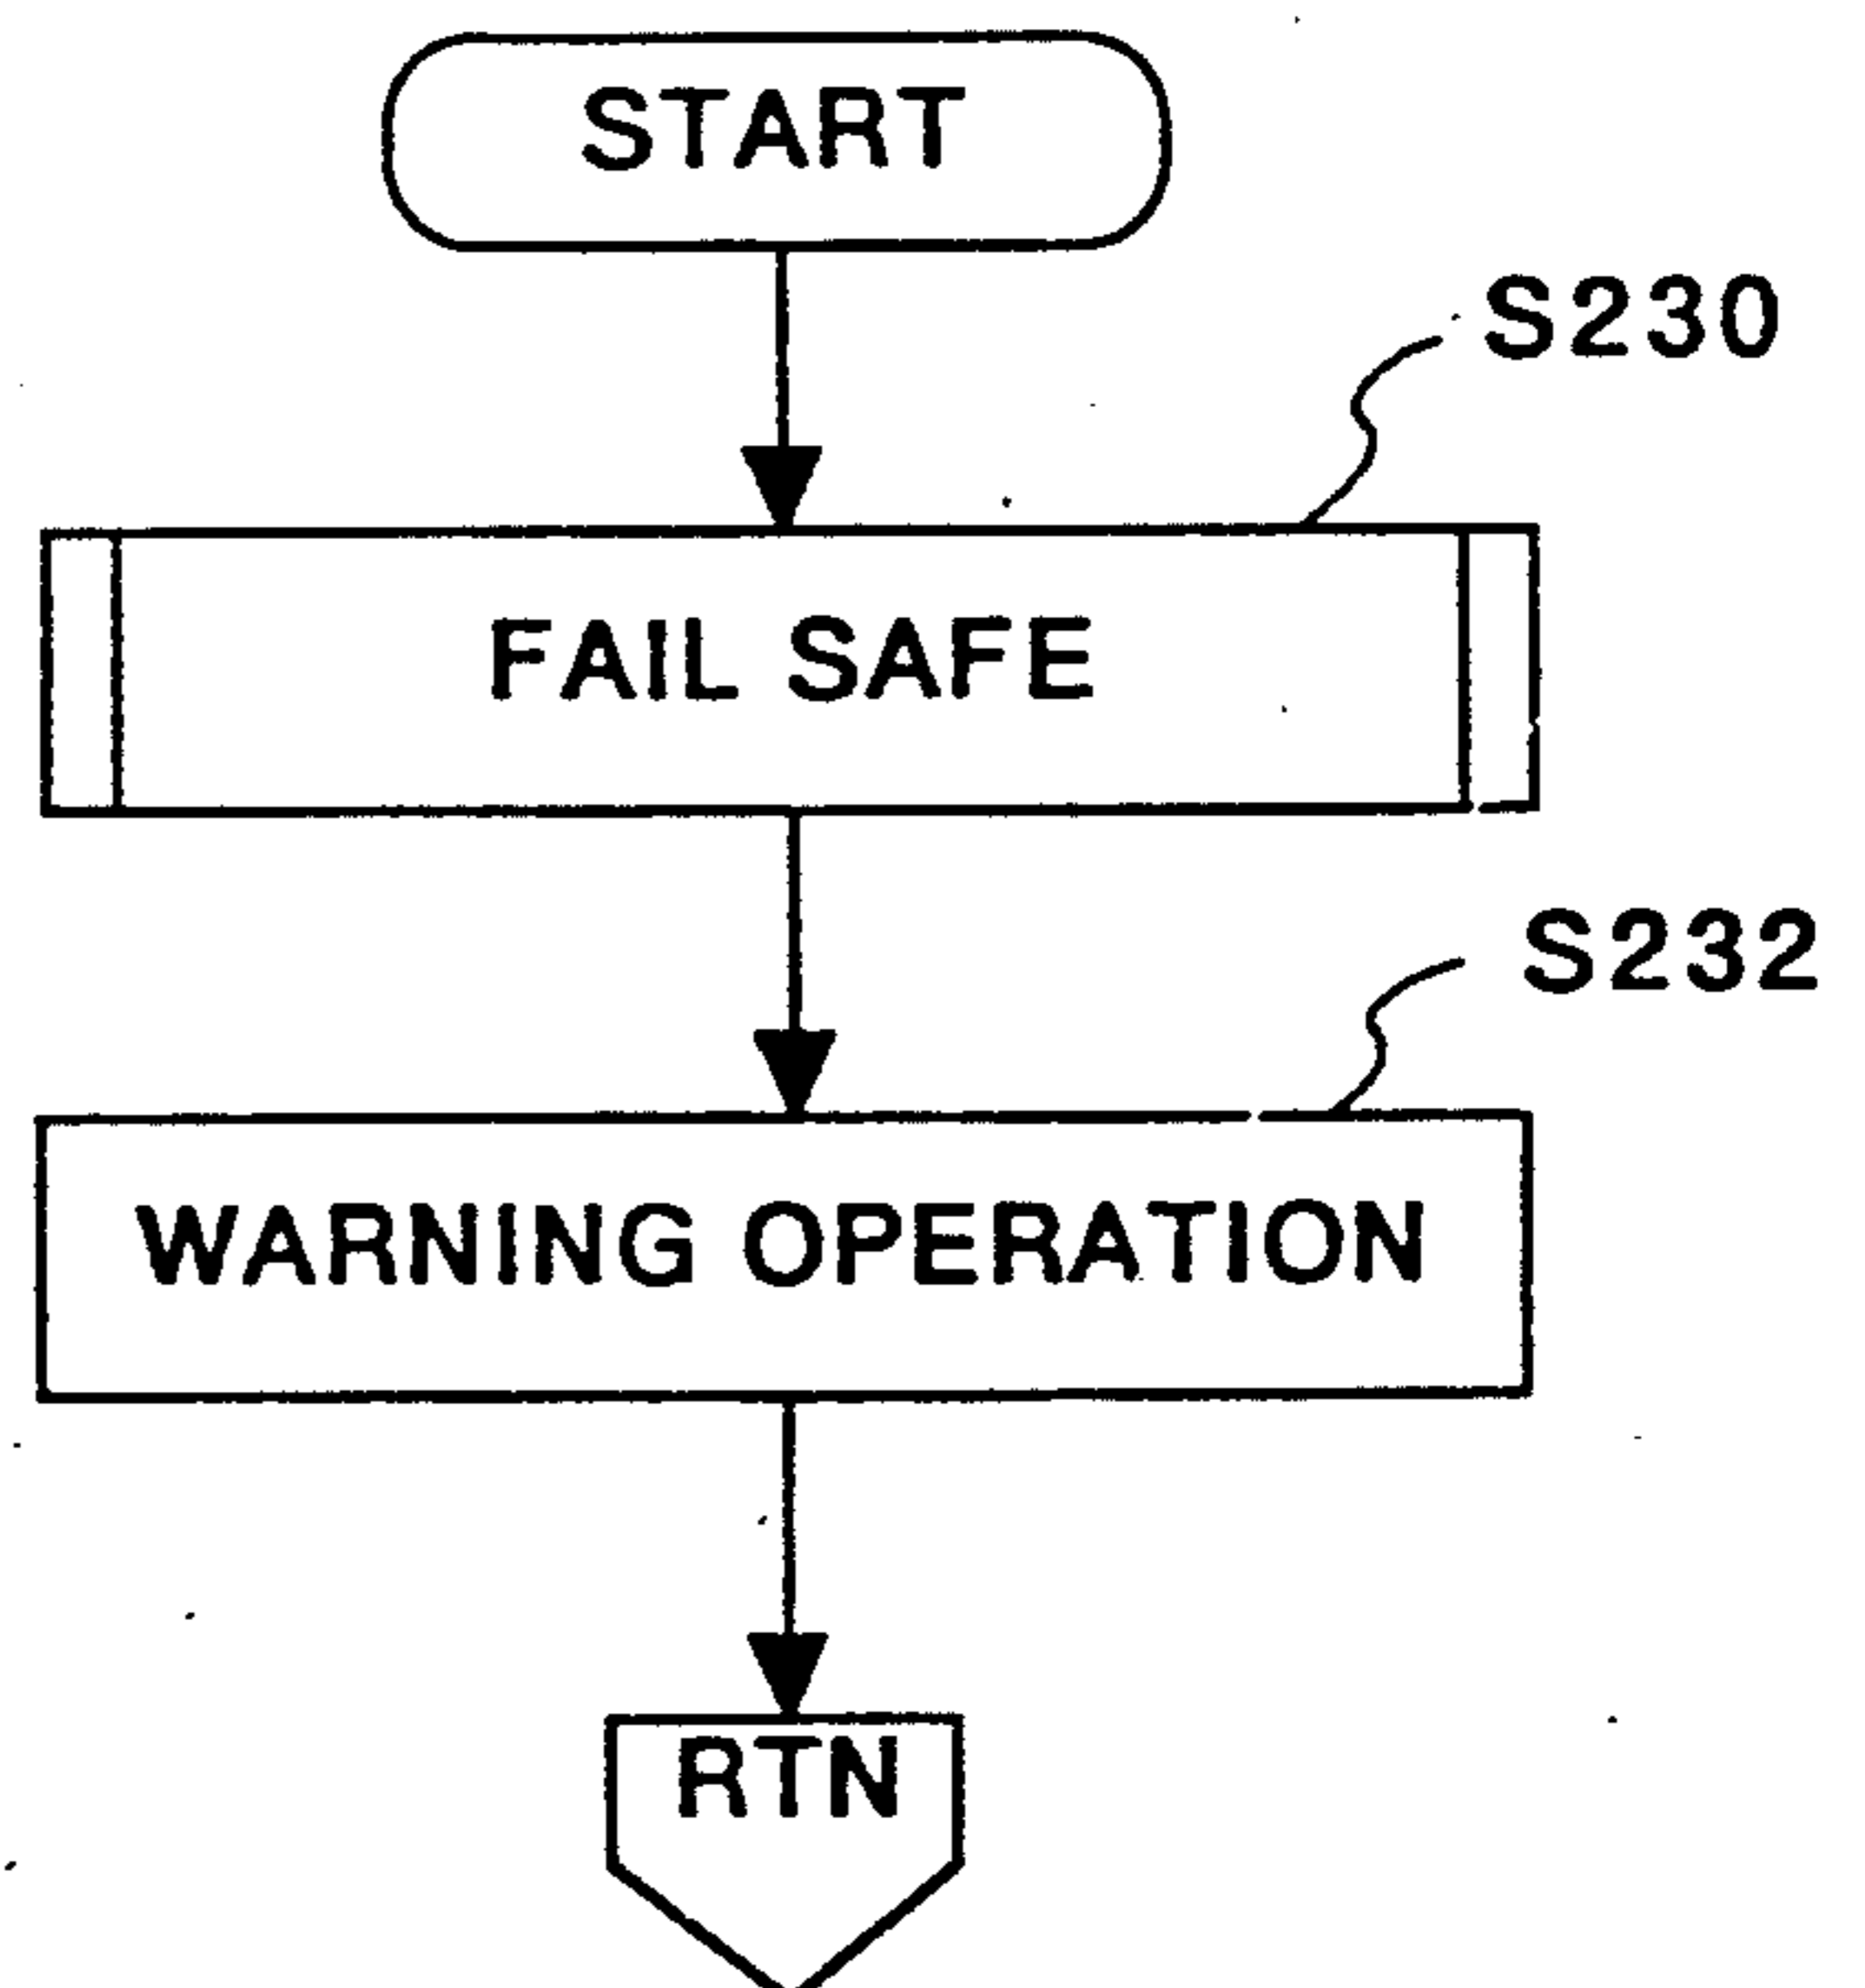 START
S230
FAIL SAFE
S232
WARNING OPERATION
RTN